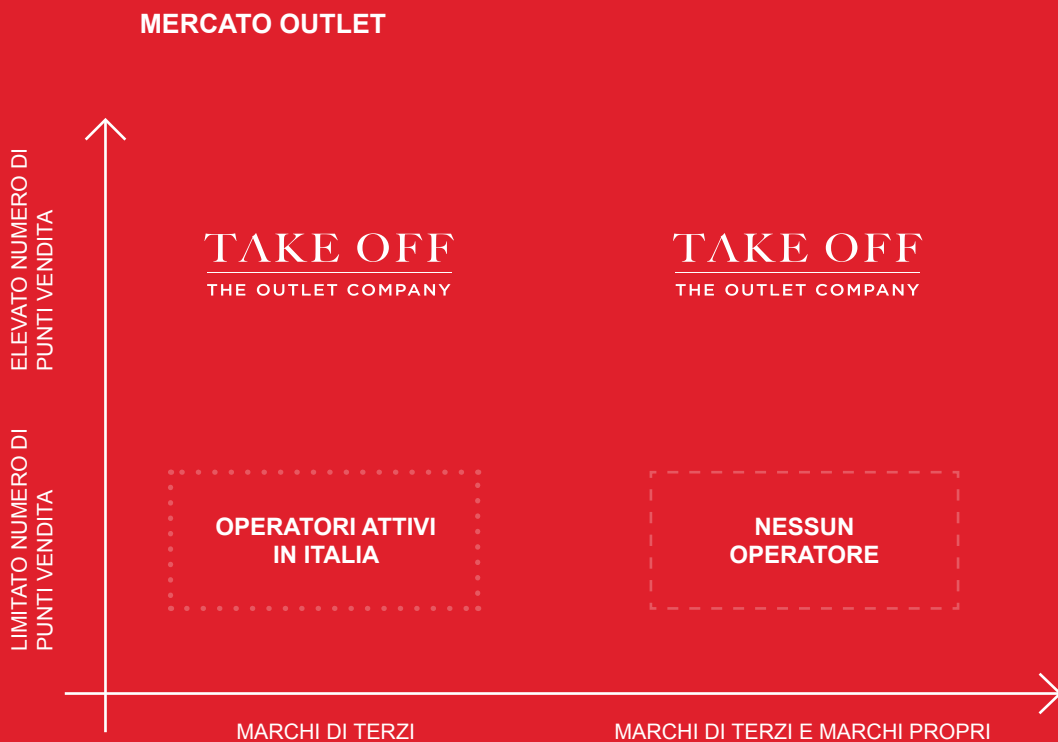 MERCATO OUTLET
ELEVATO NUMERO DI
PUNTI VENDITA
TAKE OFF
THE OUTLET COMPANY
TAKE OFF
THE OUTLET COMPANY
LIMITATO NUMERO DI
PUNTI VENDITA
OPERATORI ATTIVI
IN ITALIA
NESSUN
OPERATORE
MARCHI DI TERZI
MARCHI DI TERZI E MARCHI PROPRI